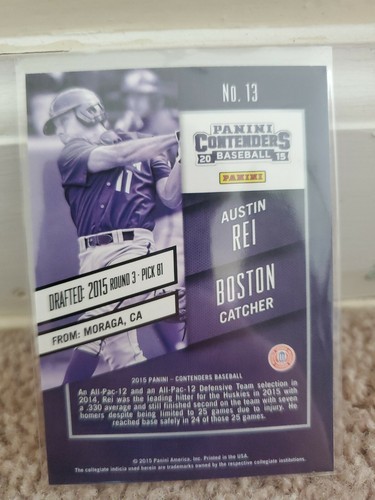 No. 13
PANINI
CONTENDERS
20 BASEBALL 15
PANINI
AUSTIN
REI
BOSTON
CATCHER
11
DRAFTED: 2015 ROUND 3 - PICK 81
FROM: MORAGA, CA
2015 PANINI - CONTENDERS BASEBALL
An All-Pac-12 and an All-Pac-12 Defensive Team selection in
2014, Rei was the leading hitter for the Huskies in 2015 with
a .330 average and still finished second on the team with seven
homers despite being limited to 25 games due to injury. He
reached base safely in 24 of those 25 games.
© 2015 Panini America, Inc. Printed in the USA.
The collegiate indicia used herein are trademarks owned by the respective collegiate institutions.